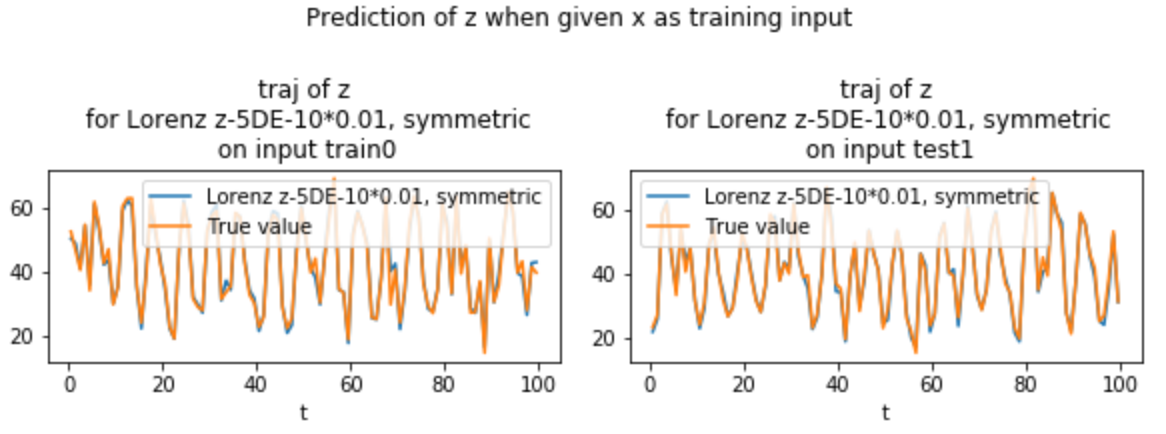 Prediction of z when given x as training input
traj of z
for Lorenz z-5DE-10*0.01, symmetric
on input train0
Lorenz z-5DE-10*0.01, symmetric
True value
60
40
20
0
20
40
60
80
100
t
traj of z
for Lorenz z-5DE-10*0.01, symmetric
on input test1
Lorenz z-5DE-10*0.01, symmetric
True value
60
40
20
0
20
40
60
80
100
t